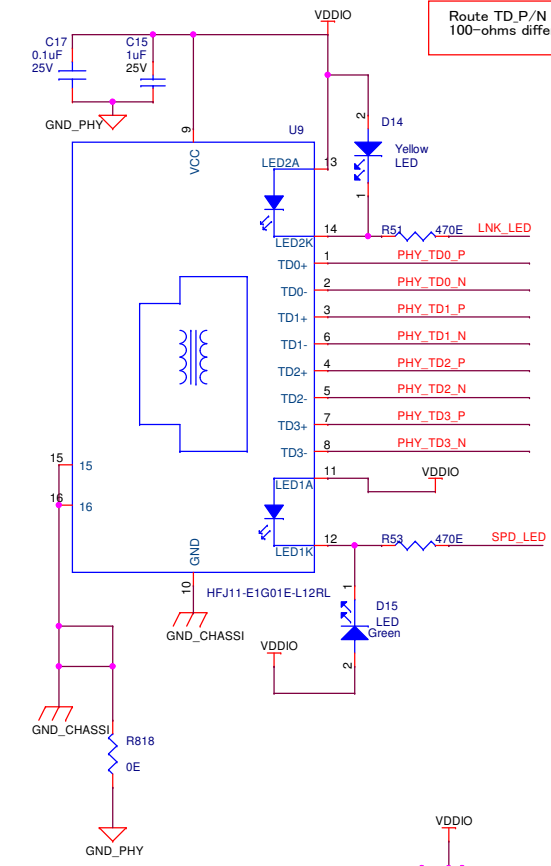 Route TD_P/N
100-ohms diffe
VDDIO
C17
0.1uF
25V
C15
1uF
25V
GND_PHY
9
VCC
U9
LED2A
13
2
D14
Yellow
LED
1
14
LED2K
R51
470E
LNK_LED
TD0+
1
PHY_TD0_P
TD0-
2
PHY_TD0_N
TD1+
3
PHY_TD1_P
TD1-
6
PHY_TD1_N
TD2+
4
PHY_TD2_P
TD2-
5
PHY_TD2_N
TD3+
7
PHY_TD3_P
TD3-
8
PHY_TD3_N
15
15
11
LED1A
VDDIO
16
16
12
LED1K
R53
470E
SPD_LED
GND
10
HFJ11-E1G01E-L12RL
GND_CHASSI
1
D15
LED
Green
2
VDDIO
GND_CHASSI
R818
0E
GND_PHY
VDDIO